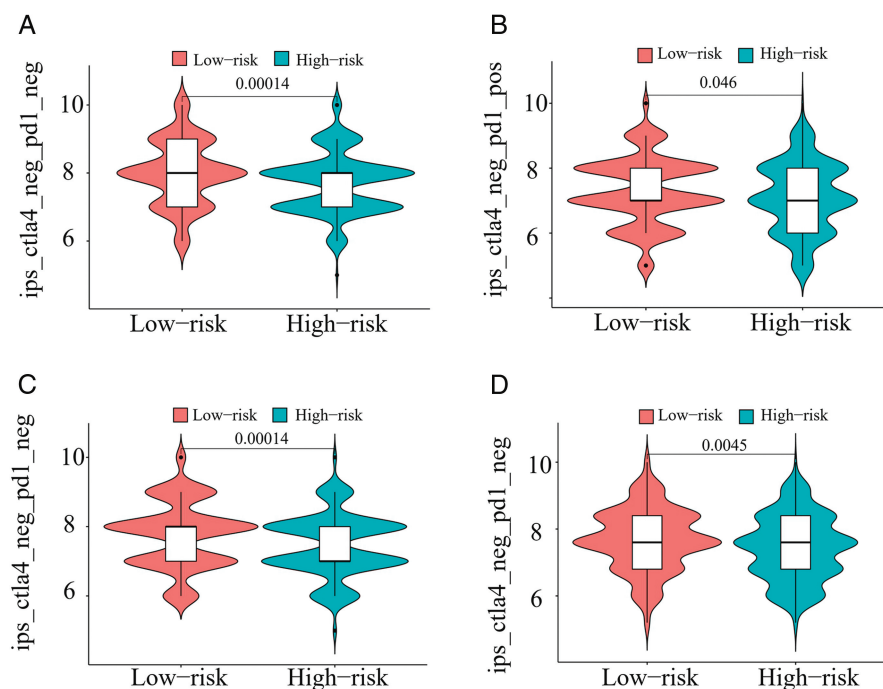 A
Low-risk High-risk
0.00014
ips_ctla4_neg_pd1_neg
10
8
6
Low-risk High-risk
B
Low-risk High-risk
0.046
ips_ctla4_neg_pd1_pos
10
8
7
6
Low-risk High-risk
C
Low-risk High-risk
0.00014
ips_ctla4_neg_pd1_neg
10
8
6
Low-risk High-risk
D
Low-risk High-risk
0.0045
ips_ctla4_neg_pd1_neg
10
8
6
Low-risk High-risk